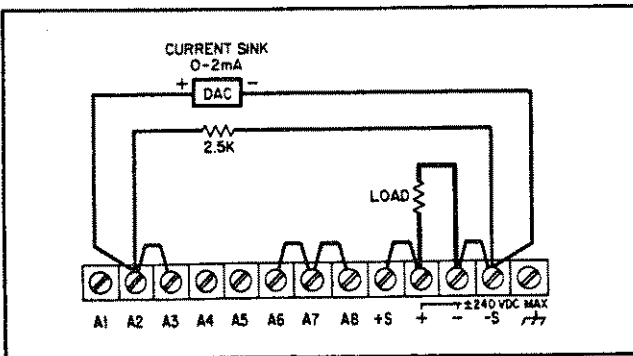 CURRENT SINK
0-2mA
+ DAC -
2.5K
LOAD
±240 VDC MAX
A1 A2 A3 A4 A5 A6 A7 A8 +S + - -S